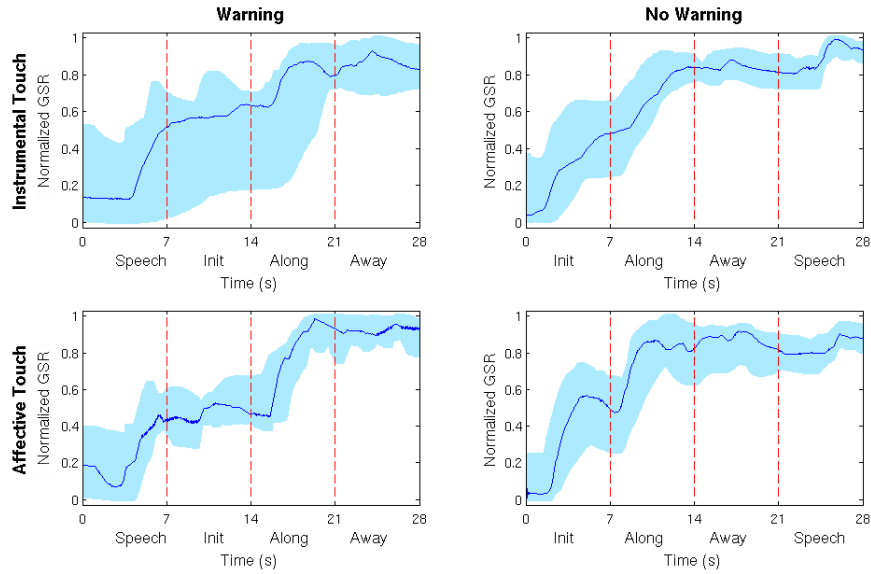 Warning
No Warning
Instrumental Touch
Normalized GSR
1
0.8
0.6
0.4
0.2
0
0 7 14 21 28
Speech Init Along Away
Time (s)
Normalized GSR
1
0.8
0.6
0.4
0.2
0
0 7 14 21 28
Init Along Away Speech
Time (s)
Affective Touch
Normalized GSR
1
0.8
0.6
0.4
0.2
0
0 7 14 21 28
Speech Init Along Away
Time (s)
Normalized GSR
1
0.8
0.6
0.4
0.2
0
0 7 14 21 28
Init Along Away Speech
Time (s)